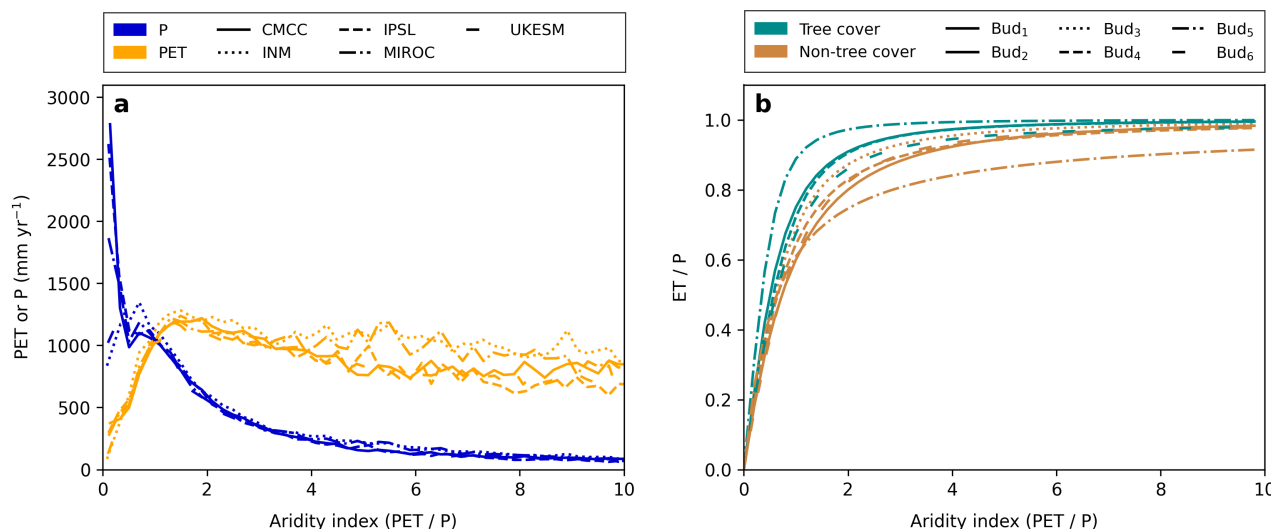 P CMCC IPSL UKESM
PET INM MIROC
a
3000
2500
2000
1500
1000
500
0
0 2 4 6 8 10
PET or P (mm yr⁻¹)
Aridity index (PET / P)
Tree cover Bud₁ Bud₃ Bud₅
Non-tree cover Bud₂ Bud₄ Bud₆
b
1.0
0.8
0.6
0.4
0.2
0.0
0 2 4 6 8 10
ET / P
Aridity index (PET / P)